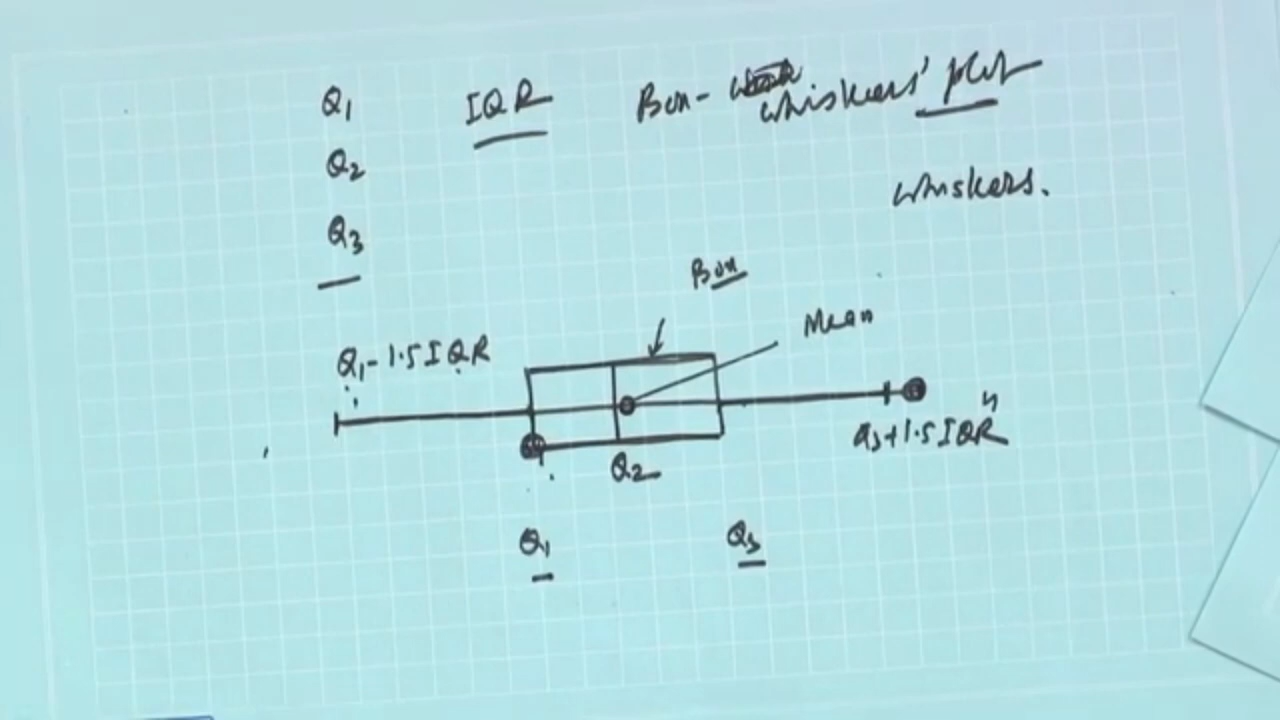 Q1 IQR Box- whiskers' plot
Q2
whiskers.
Q3
Box
Mean
Q1-1.5IQR
Q3+1.5IQR
Q2
Q1 Q3